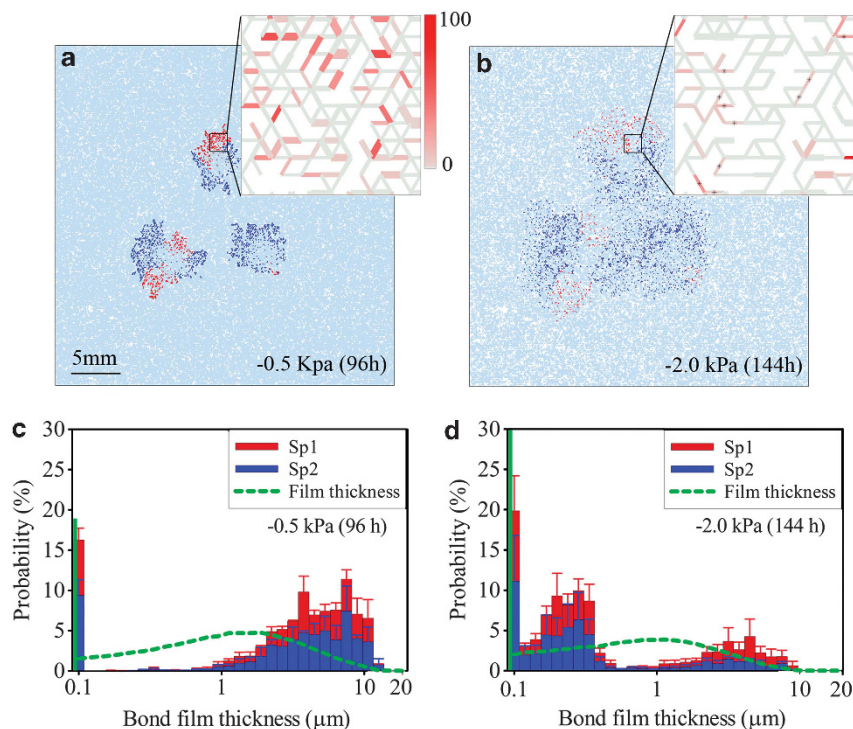 a
100
0
5mm
-0.5 Kpa (96h)
b
-2.0 kPa (144h)
c
30
25
20
15
10
5
0
Probability (%)
Sp1
Sp2
Film thickness
-0.5 kPa (96 h)
0.1
1
10
20
Bond film thickness (μm)
d
30
25
20
15
10
5
0
Probability (%)
Sp1
Sp2
Film thickness
-2.0 kPa (144 h)
0.1
1
10
20
Bond film thickness (μm)